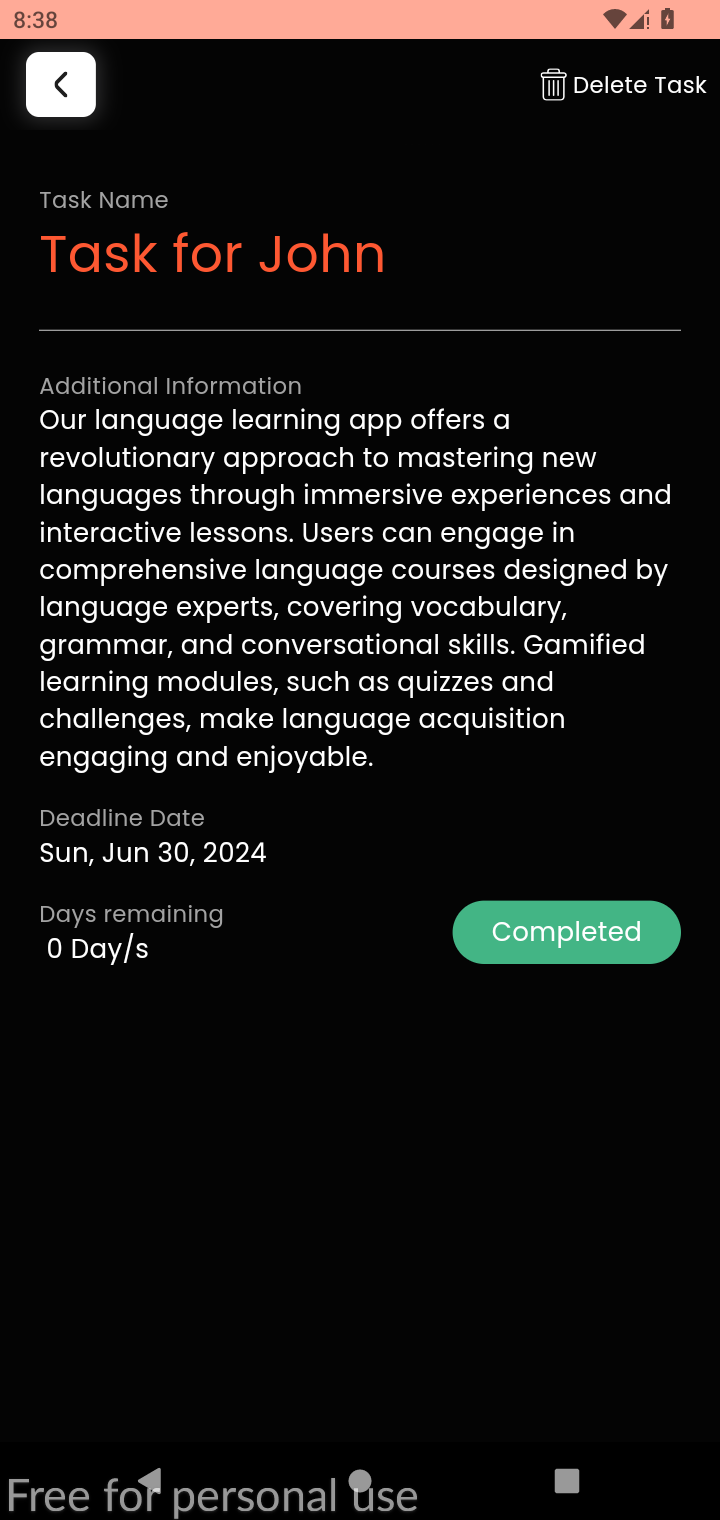 8:38
Delete Task
Task Name
Task for John
Additional Information
Our language learning app offers a
revolutionary approach to mastering new
languages through immersive experiences and
interactive lessons. Users can engage in
comprehensive language courses designed by
language experts, covering vocabulary,
grammar, and conversational skills. Gamified
learning modules, such as quizzes and
challenges, make language acquisition
engaging and enjoyable.
Deadline Date
Sun, Jun 30, 2024
Days remaining
0 Day/s
Completed
Free for personal use